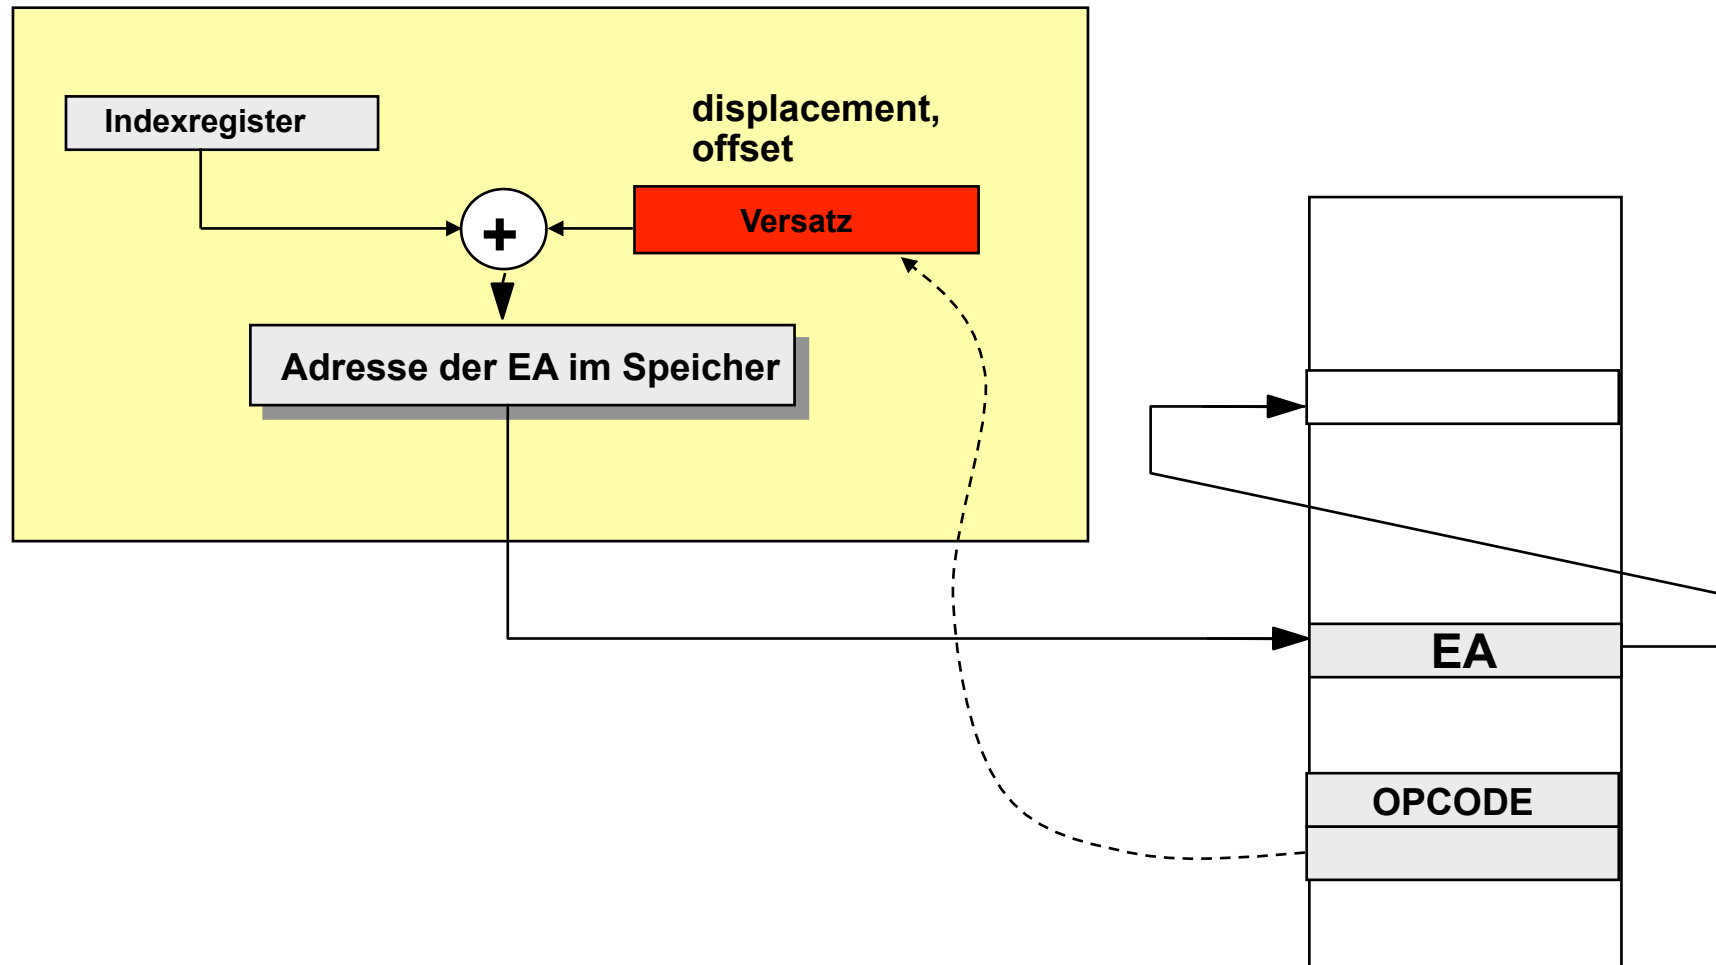 Indexregister
displacement,
offset
+
Versatz
Adresse der EA im Speicher
EA
OPCODE